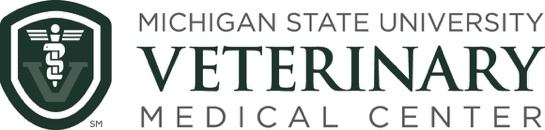 MICHIGAN STATE UNIVERSITY
VETERINARY
MEDICAL CENTER
V
SM